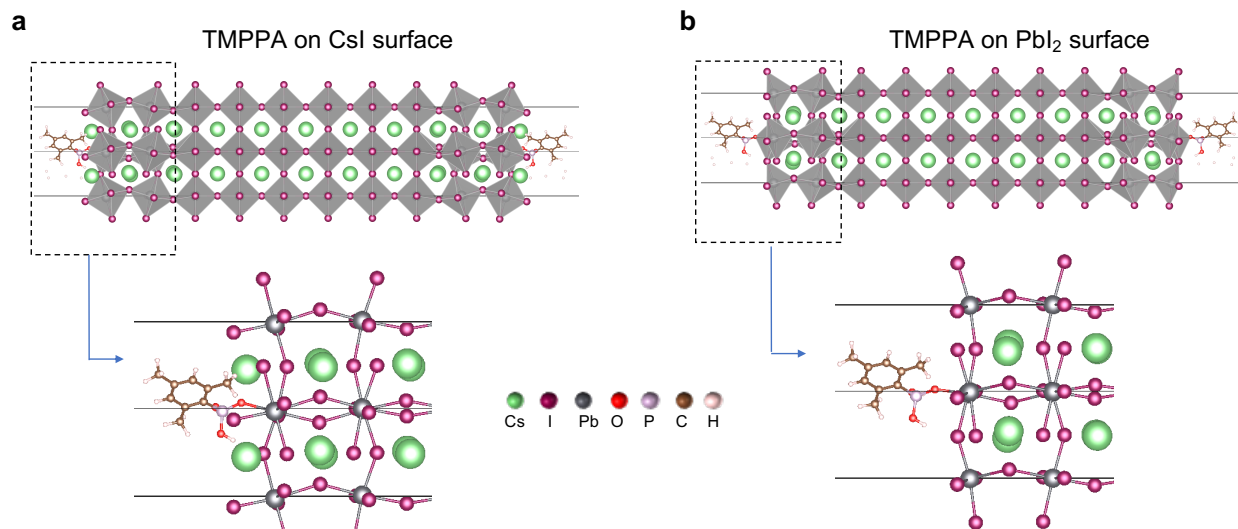 a
TMPPA on CsI surface
b
TMPPA on PbI₂ surface
Cs I Pb O P C H